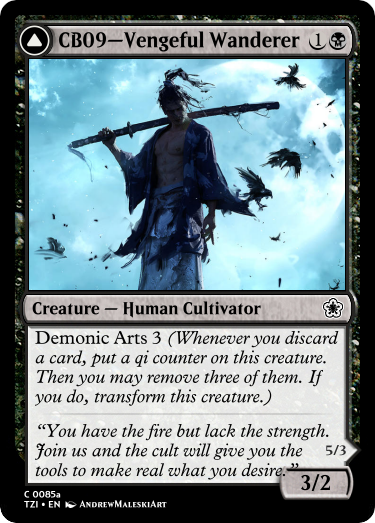 CB09—Vengeful Wanderer 1
Creature — Human Cultivator
Demonic Arts 3 (Whenever you discard
a card, put a qi counter on this creature.
Then you may remove three of them. If
you do, transform this creature.)
“You have the fire but lack the strength.
Join us and the cult will give you the
tools to make real what you desire.”
5/3
3/2
C 0085a
TZI • EN AndrewMaleskiArt